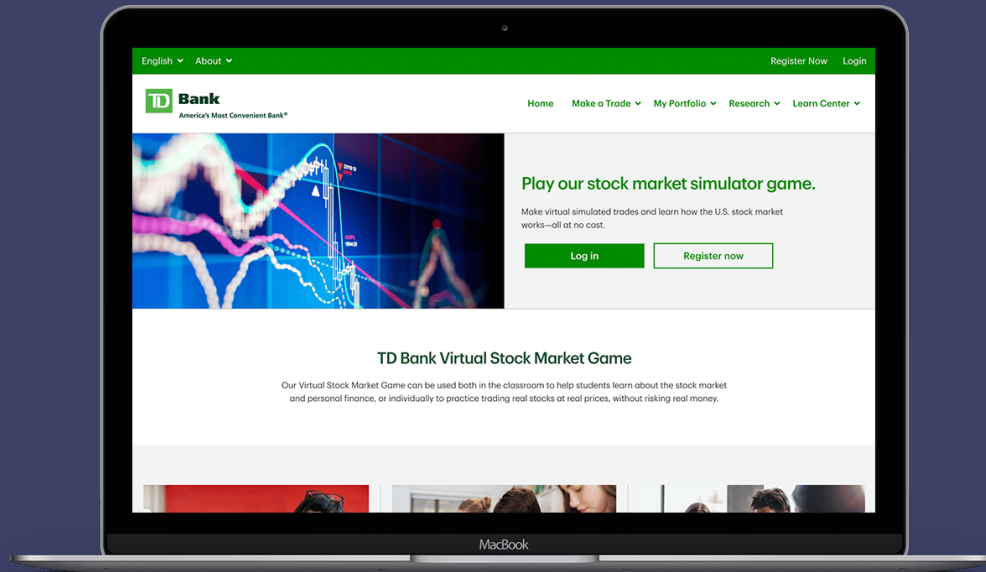 English About Register Now Login
TD Bank
America's Most Convenient Bank®
Home Make a Trade My Portfolio Research Learn Center
Play our stock market simulator game.
Make virtual simulated trades and learn how the U.S. stock market
works—all at no cost.
Log in Register now
TD Bank Virtual Stock Market Game
Our Virtual Stock Market Game can be used both in the classroom to help students learn about the stock market
and personal finance, or individually to practice trading real stocks at real prices, without risking real money.
MacBook